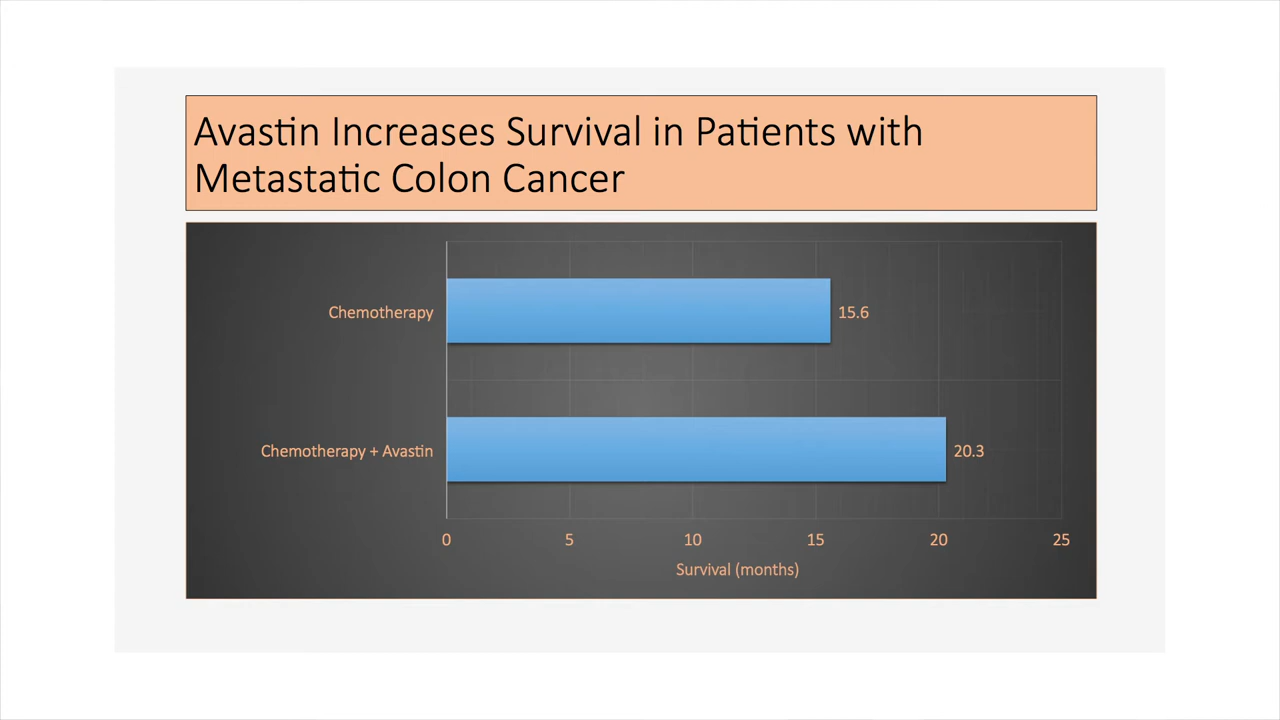 Avastin Increases Survival in Patients with
Metastatic Colon Cancer
Chemotherapy
15.6
Chemotherapy + Avastin
20.3
0 5 10 15 20 25
Survival (months)